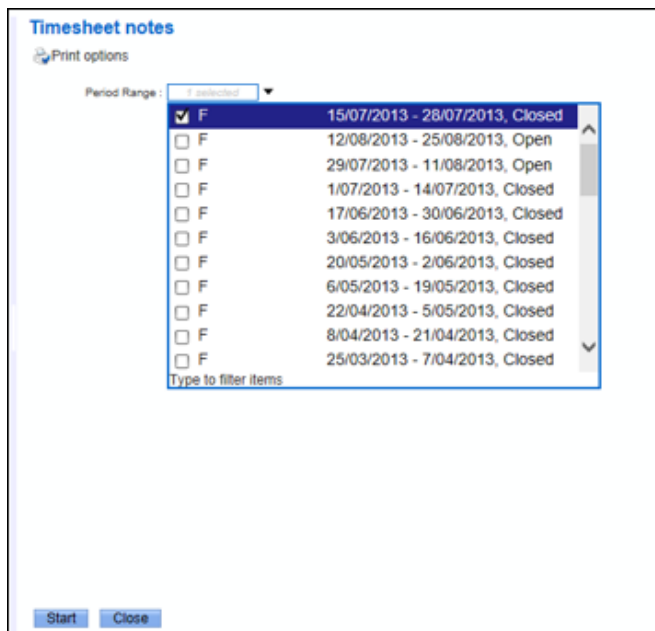 Timesheet notes
Print options
Period Range : 1 selected
F 15/07/2013 - 28/07/2013, Closed
F 12/08/2013 - 25/08/2013, Open
F 29/07/2013 - 11/08/2013, Open
F 1/07/2013 - 14/07/2013, Closed
F 17/06/2013 - 30/06/2013, Closed
F 3/06/2013 - 16/06/2013, Closed
F 20/05/2013 - 2/06/2013, Closed
F 6/05/2013 - 19/05/2013, Closed
F 22/04/2013 - 5/05/2013, Closed
F 8/04/2013 - 21/04/2013, Closed
F 25/03/2013 - 7/04/2013, Closed
Type to filter items
Start Close